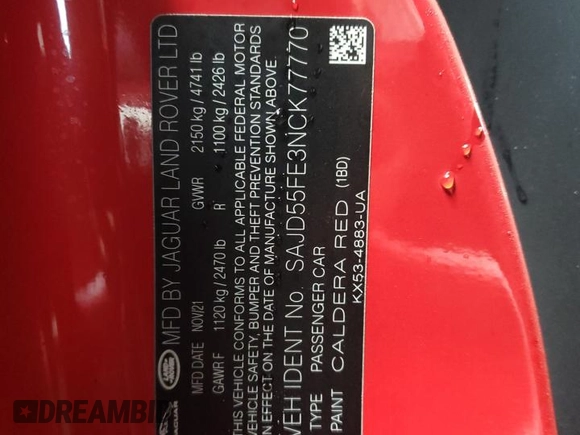 MFD BY JAGUAR LAND ROVER LTD
MFD DATE NOV/21 GVWR 2150 kg / 4741 lb
GAWR F 1120 kg / 2470 lb R 1100 kg / 2426 lb
THIS VEHICLE CONFORMS TO ALL APPLICABLE FEDERAL MOTOR
VEHICLE SAFETY, BUMPER AND THEFT PREVENTION STANDARDS
IN EFFECT ON THE DATE OF MANUFACTURE SHOWN ABOVE.
VEH IDENT No. SAJD55FE3NCK77770
TYPE PASSENGER CAR
PAINT CALDERA RED (1BD)
KX53-4883-UA
LAND-
ROVER
JAGUAR